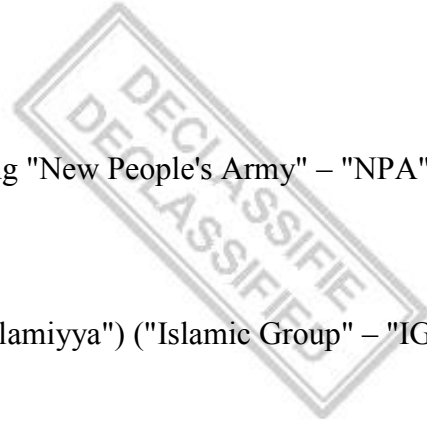 DECLASSIFIE
DECLASSIFIED
g "New People's Army" – "NPA"
lamiyya") ("Islamic Group" – "IG